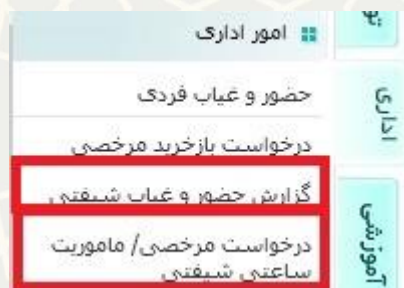 امور اداری
حضور و غیاب فردی
درخواست بازخرید مرخصی
گزارش حضور و غیاب شیفتی
درخواست مرخصی/ ماموریت
ساعتی شیفتی
اداری
آموزشی